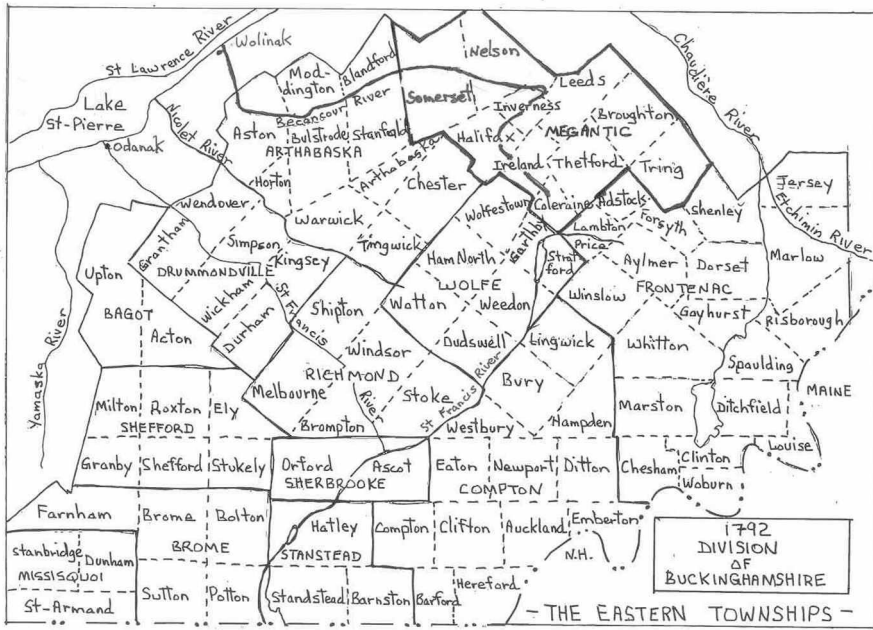 St Lawrence River
Wolinak
Nelson
Chaudière River
Mod-
dington
Blandford
Leeds
Lake
St-Pierre
Becancour River
Somerset
Inverness
Broughton
Nicolet River
Aston
Bulstrode
Stanfold
Halifax
MEGANTIC
ARTHABASKA
Odanak
Arthabaska
Ireland
Thetford
Tring
Horton
Chester
Jersey
Wendover
Wolfestown
Coleraine
Adstock
Forsyth
Shenley
Etchimin River
Grantham
Warwick
Garthby
Lambton
Price
Simpson
Tingwick
Kingsey
Ham North
Strat
ford
Aylmer
Dorset
Marlow
Upton
DRUMMONDVILLE
WOLFE
Winslow
FRONTENAC
Wickham
St Francis
River
Shipton
Wotton
Weedon
Gayhurst
Risborough
BAGOT
Durham
Acton
Dudswell
Lingwick
Whitton
Windsor
Spaulding
Yamaska River
RICHMOND
St Francis River
Bury
Melbourne
Stoke
MAINE
Milton
Roxton
Ely
Marston
Ditchfield
SHEFFORD
Brompton
Westbury
Hampden
Louise
Granby
Shefford
Stukely
Orford
Ascot
Eaton
Newport
Ditton
Chesham
Clinton
SHERBROOKE
COMPTON
Woburn
Farnham
Brome
Bolton
Hatley
Compton
Clifton
Auckland
Emberton
Stanbridge
Dunham
BROME
STANSTEAD
N.H.
MISSISQUOI
Sutton
Potton
Standstead
Barnston
Barford
Hereford
St-Armand
1792
DIVISION
OF
BUCKINGHAMSHIRE
- THE EASTERN TOWNSHIPS -